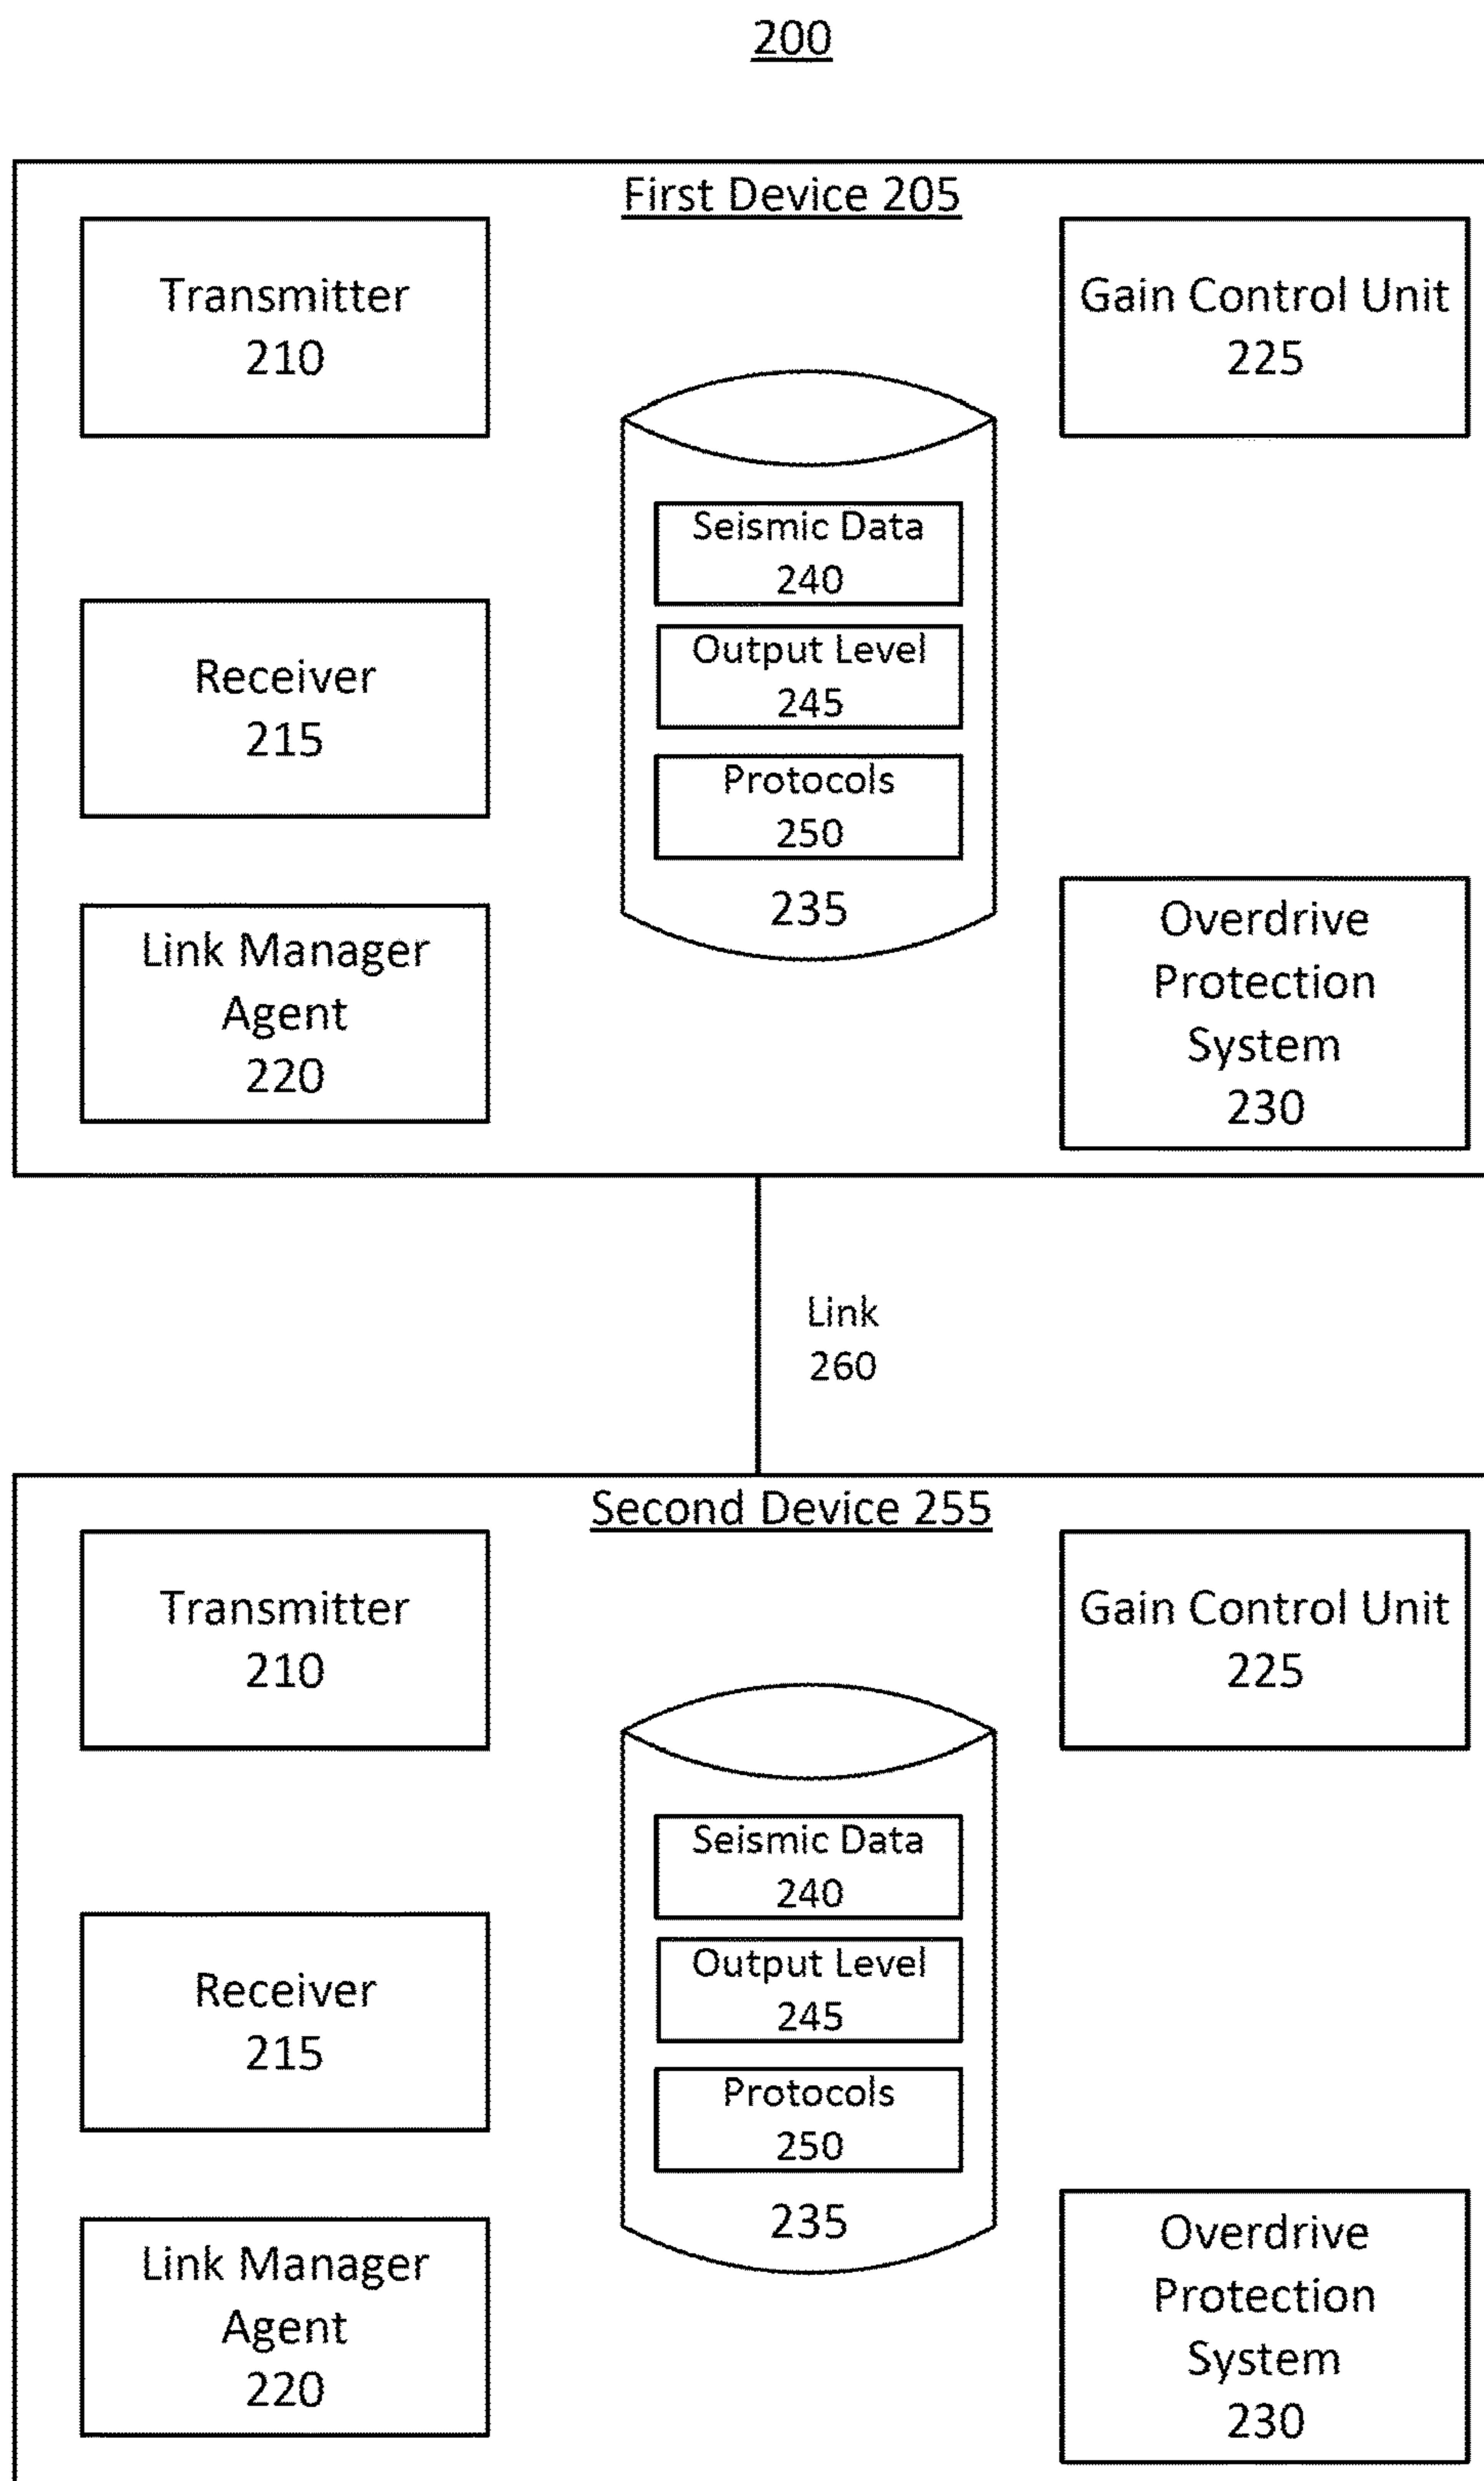 200
First Device 205
Transmitter
210
Gain Control Unit
225
Seismic Data
240
Output Level
245
Receiver
215
Protocols
250
235
Link Manager
Agent
220
Overdrive
Protection
System
230
Link
260
Second Device 255
Transmitter
210
Gain Control Unit
225
Seismic Data
240
Output Level
245
Receiver
215
Protocols
250
235
Link Manager
Agent
220
Overdrive
Protection
System
230